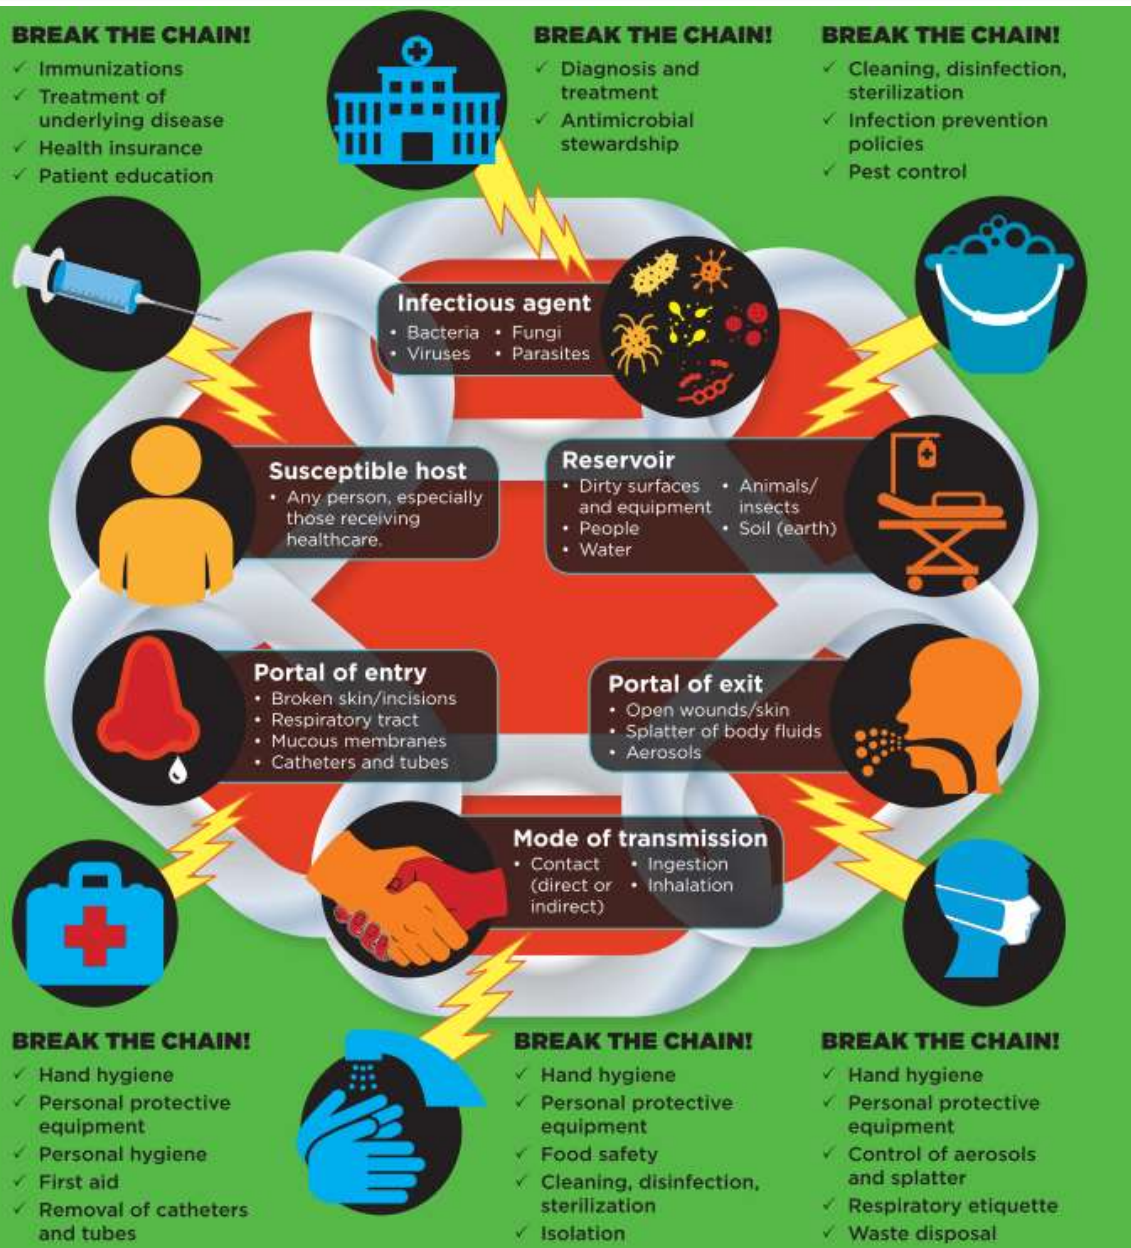 BREAK THE CHAIN!
✓ Immunizations
✓ Treatment of
underlying disease
✓ Health insurance
✓ Patient education
BREAK THE CHAIN!
✓ Diagnosis and
treatment
✓ Antimicrobial
stewardship
BREAK THE CHAIN!
✓ Cleaning, disinfection,
sterilization
✓ Infection prevention
policies
✓ Pest control
Infectious agent
• Bacteria • Fungi
• Viruses • Parasites
Susceptible host
• Any person, especially
those receiving
healthcare.
Reservoir
• Dirty surfaces
and equipment
• People
• Water
• Animals/
insects
• Soil (earth)
Portal of entry
• Broken skin/incisions
• Respiratory tract
• Mucous membranes
• Catheters and tubes
Portal of exit
• Open wounds/skin
• Splatter of body fluids
• Aerosols
Mode of transmission
• Contact
(direct or
indirect)
• Ingestion
• Inhalation
BREAK THE CHAIN!
✓ Hand hygiene
✓ Personal protective
equipment
✓ Personal hygiene
✓ First aid
✓ Removal of catheters
and tubes
BREAK THE CHAIN!
✓ Hand hygiene
✓ Personal protective
equipment
✓ Food safety
✓ Cleaning, disinfection,
sterilization
✓ Isolation
BREAK THE CHAIN!
✓ Hand hygiene
✓ Personal protective
equipment
✓ Control of aerosols
and splatter
✓ Respiratory etiquette
✓ Waste disposal